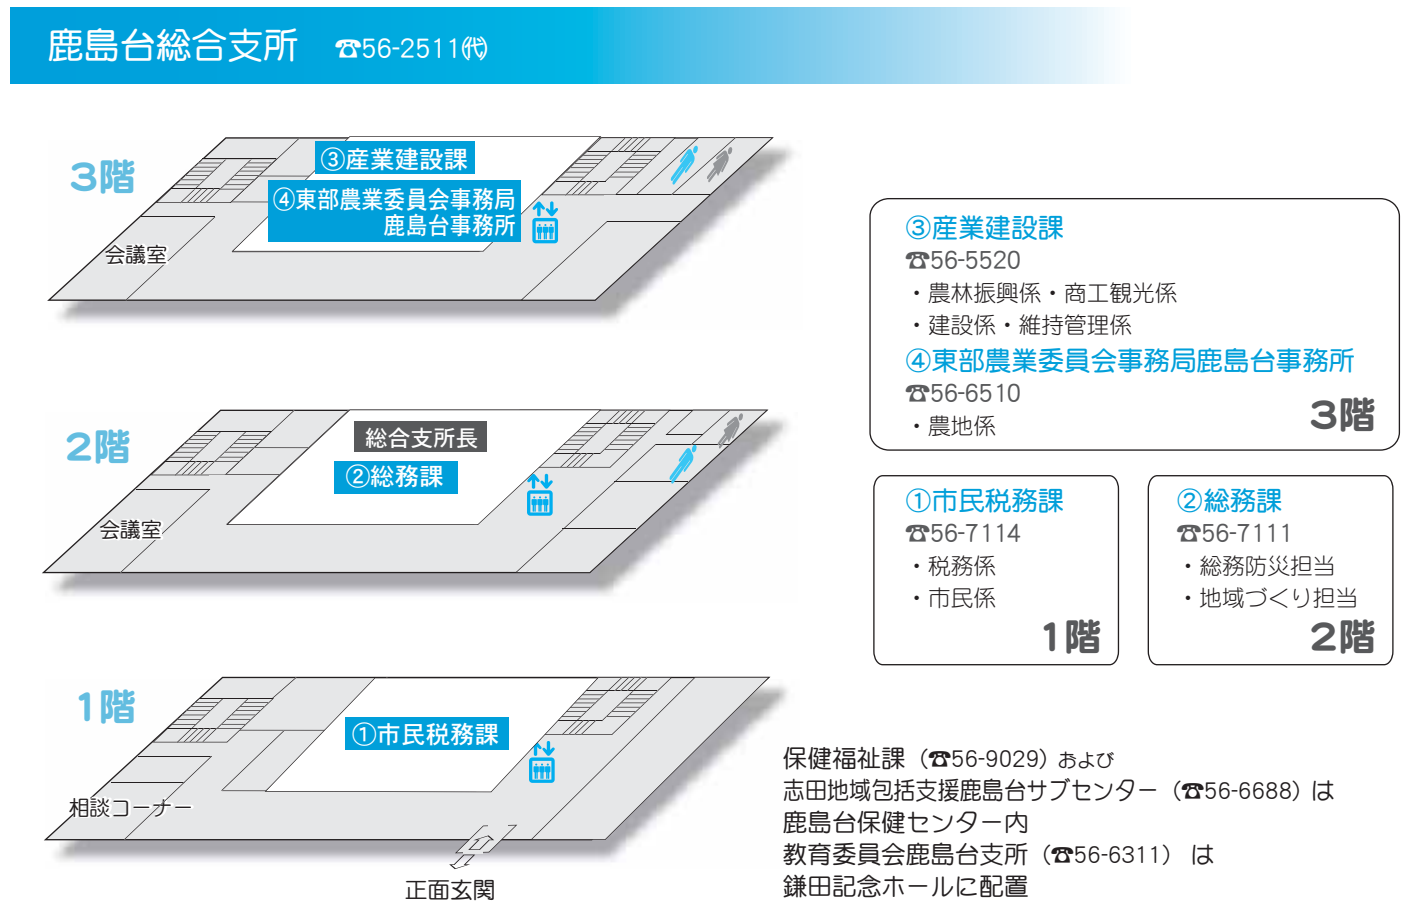 鹿島台総合支所 ☎56-2511㈹
3階
③産業建設課
④東部農業委員会事務局
鹿島台事務所
会議室
2階
総合支所長
②総務課
会議室
1階
①市民税務課
相談コーナー
正面玄関
③産業建設課
☎56-5520
・農林振興係・商工観光係
・建設係・維持管理係
④東部農業委員会事務局鹿島台事務所
☎56-6510
・農地係
3階
①市民税務課
☎56-7114
・税務係
・市民係
1階
②総務課
☎56-7111
・総務防災担当
・地域づくり担当
2階
保健福祉課（☎56-9029）および
志田地域包括支援鹿島台サブセンター（☎56-6688）は
鹿島台保健センター内
教育委員会鹿島台支所（☎56-6311） は
鎌田記念ホールに配置